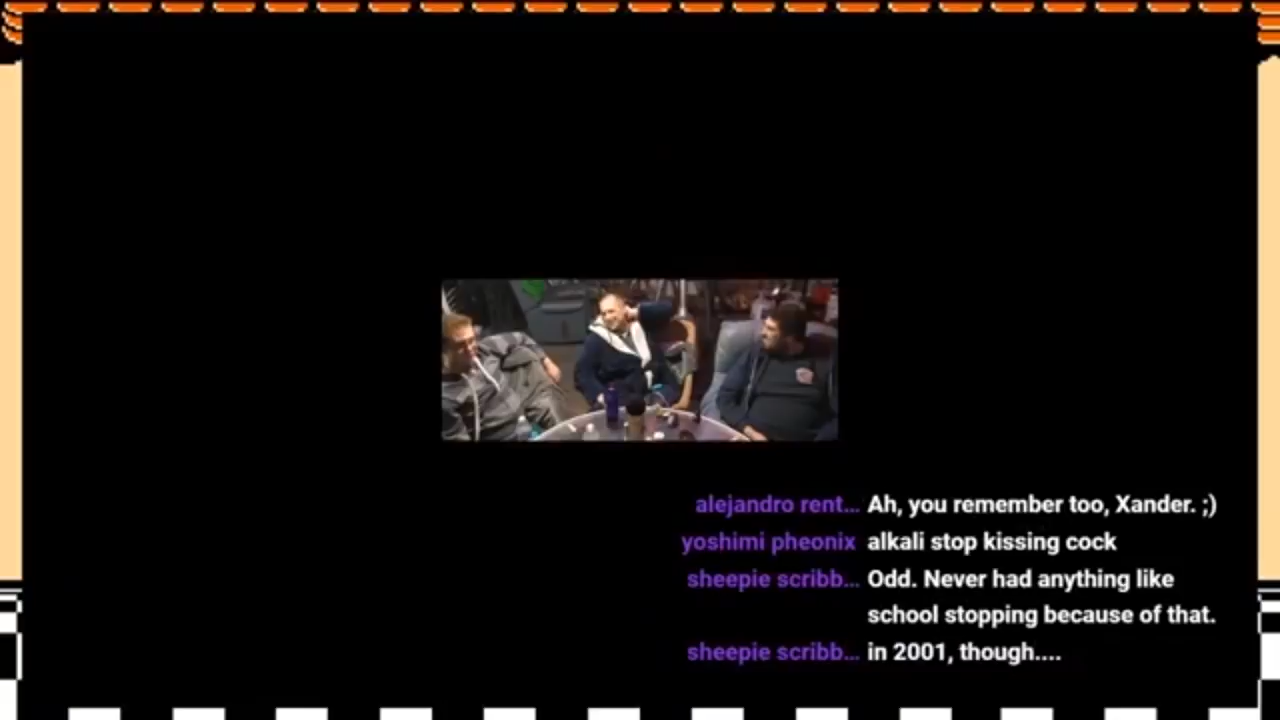 alejandro rent... Ah, you remember too, Xander. ;)
yoshimi pheonix alkali stop kissing cock
sheepie scribb... Odd. Never had anything like
school stopping because of that.
sheepie scribb... in 2001, though....